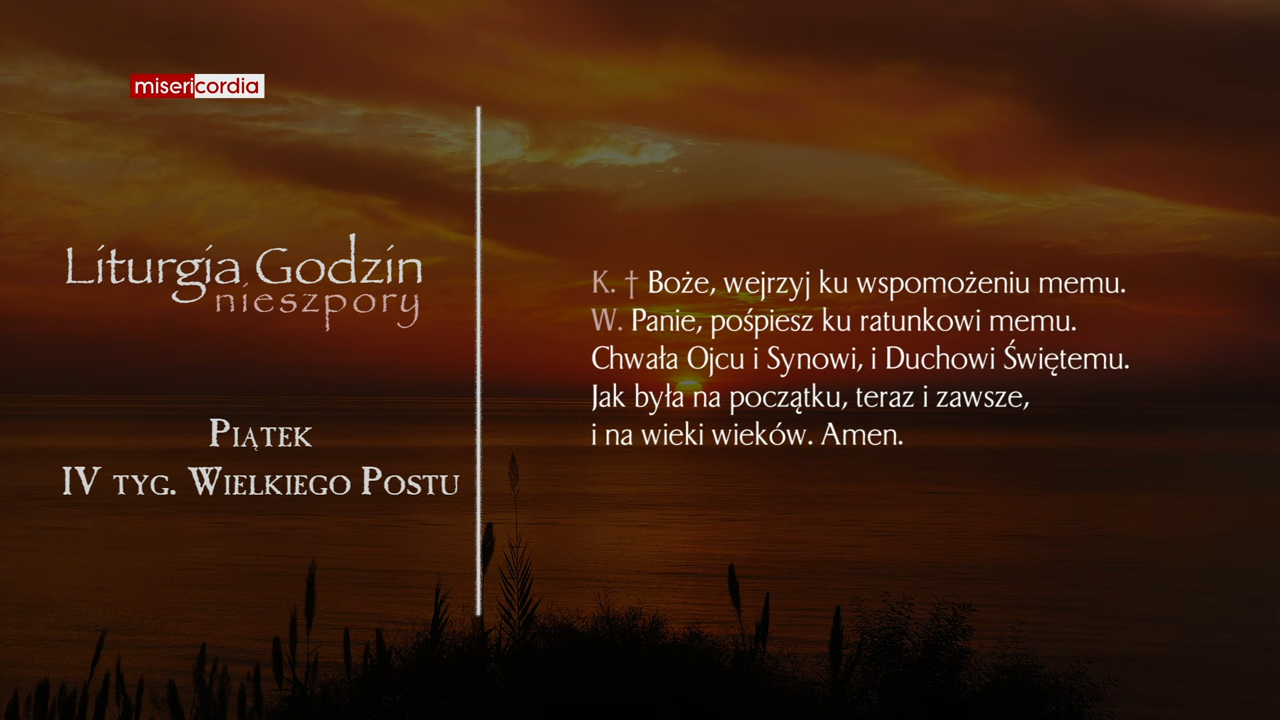 misericordia
Liturgia Godzin
nieszpory
Piątek
IV tyg. Wielkiego Postu
K. † Boże, wejrzyj ku wspomożeniu memu.
W. Panie, pośpiesz ku ratunkowi memu.
Chwała Ojcu i Synowi, i Duchowi Świętemu.
Jak była na początku, teraz i zawsze,
i na wieki wieków. Amen.